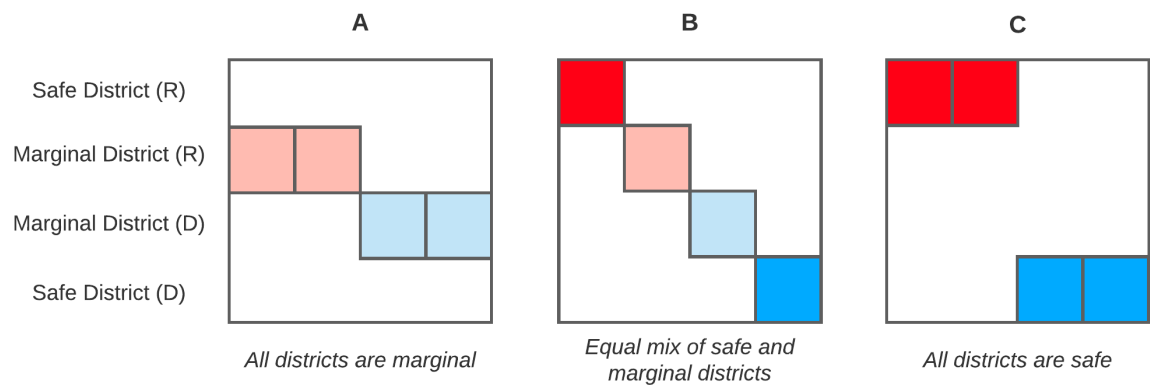 A
B
C
Safe District (R)
Marginal District (R)
Marginal District (D)
Safe District (D)
All districts are marginal
Equal mix of safe and
marginal districts
All districts are safe